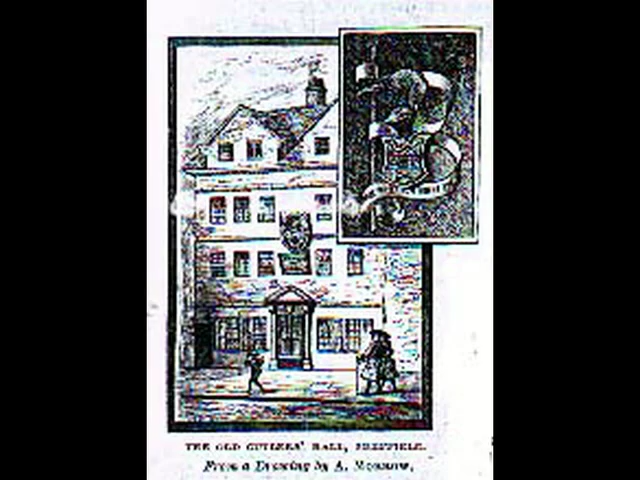 THE OLD CUTLERS' HALL, SHEFFIELD.
From a Drawing by A.